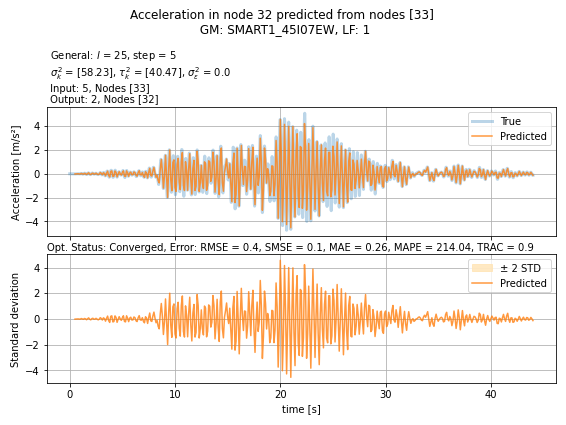 Acceleration in node 32 predicted from nodes [33]
GM: SMART1_45I07EW, LF: 1
General: l = 25, step = 5
σ²ₖ = [58.23], τ²ₖ = [40.47], σ²ε = 0.0
Input: 5, Nodes [33]
Output: 2, Nodes [32]
Acceleration [m/s²]
4
2
0
−2
−4
True
Predicted
Opt. Status: Converged, Error: RMSE = 0.4, SMSE = 0.1, MAE = 0.26, MAPE = 214.04, TRAC = 0.9
Standard deviation
4
2
0
−2
−4
± 2 STD
Predicted
0 10 20 30 40
time [s]